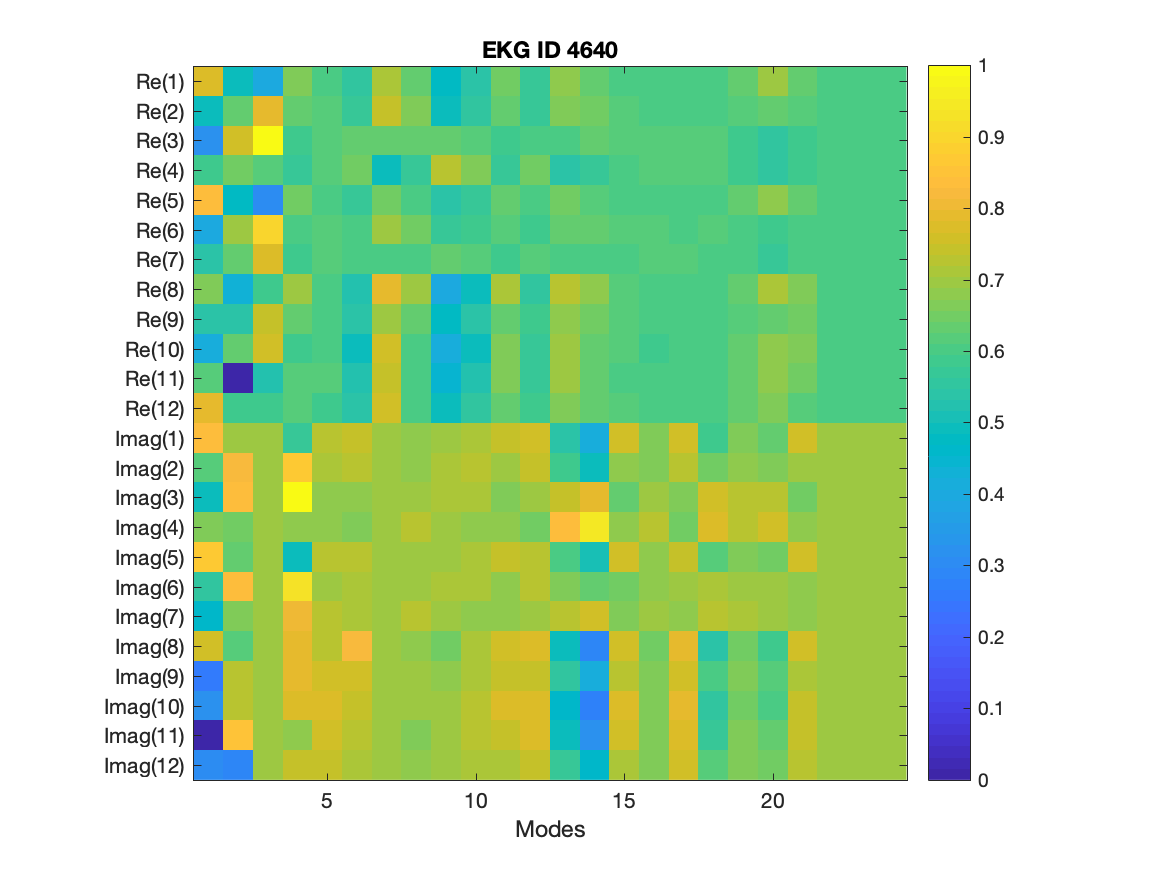 EKG ID 4640
Re(1)
Re(2)
Re(3)
Re(4)
Re(5)
Re(6)
Re(7)
Re(8)
Re(9)
Re(10)
Re(11)
Re(12)
Imag(1)
Imag(2)
Imag(3)
Imag(4)
Imag(5)
Imag(6)
Imag(7)
Imag(8)
Imag(9)
Imag(10)
Imag(11)
Imag(12)
5 10 15 20
Modes
1
0.9
0.8
0.7
0.6
0.5
0.4
0.3
0.2
0.1
0